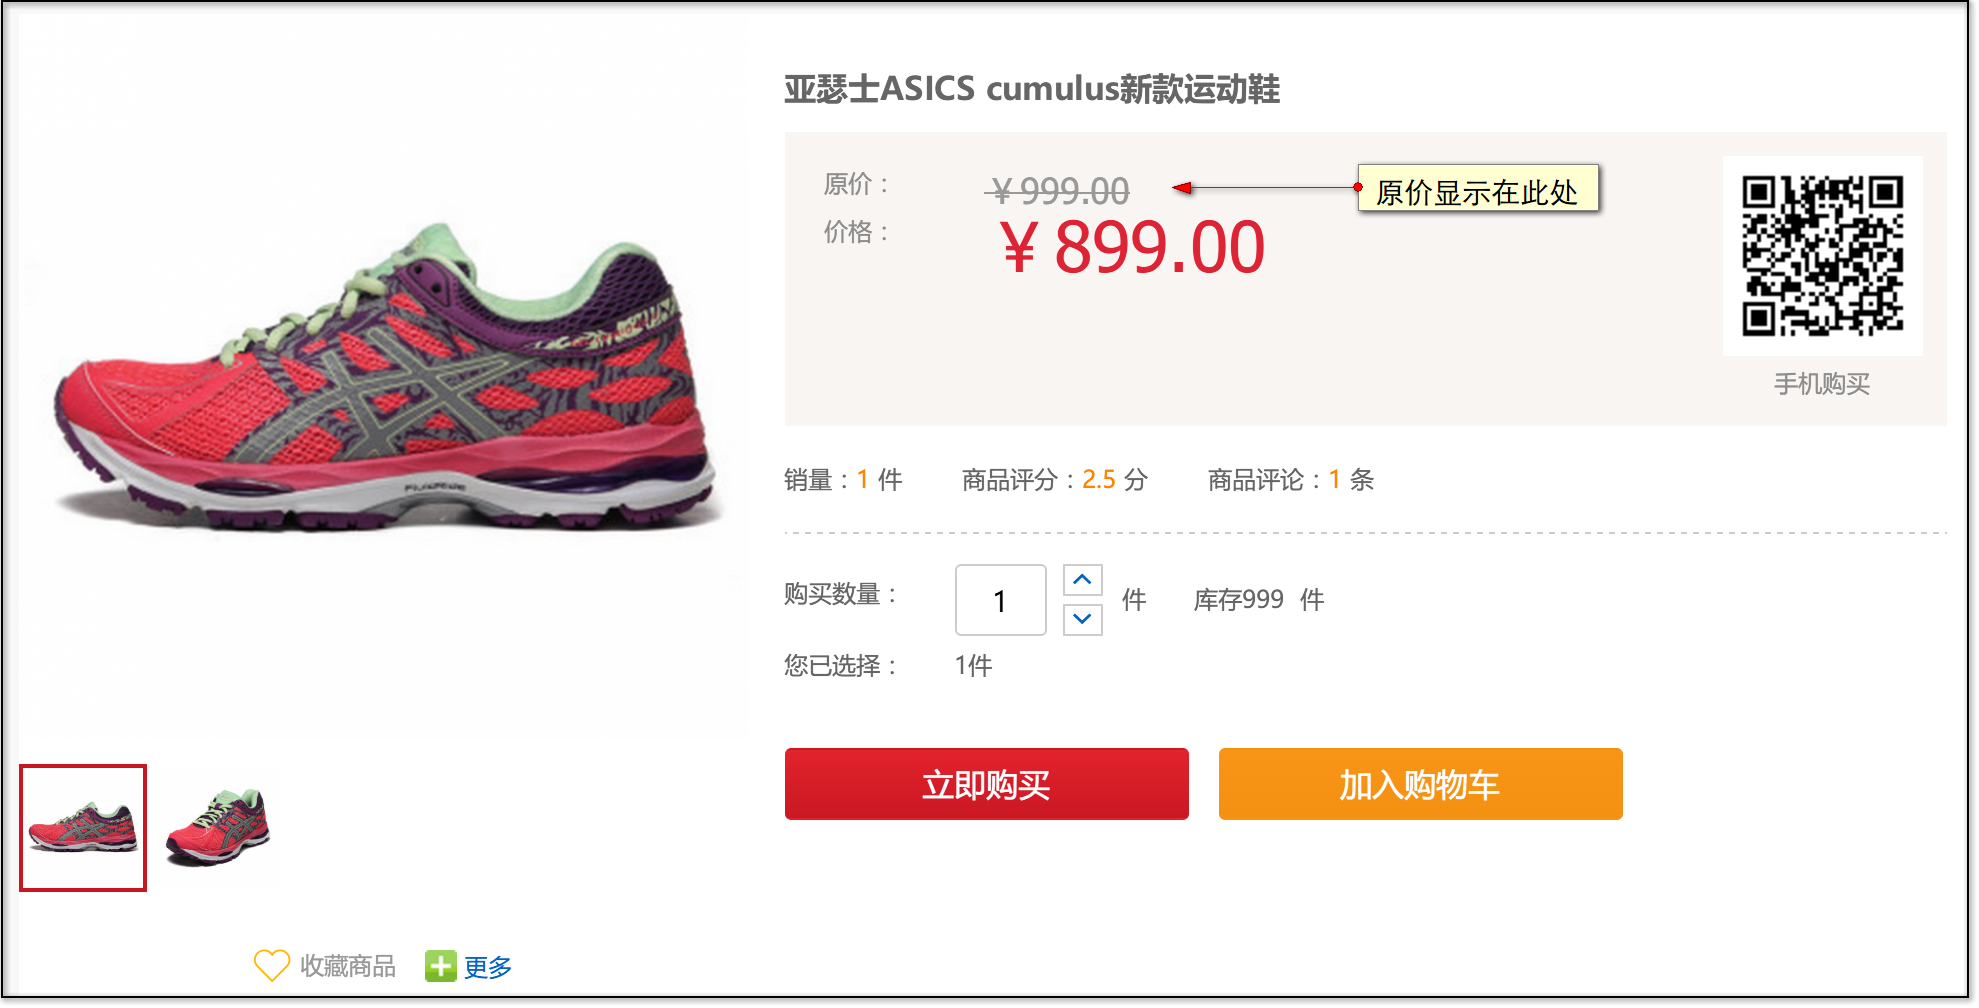 亚瑟士ASICS cumulus新款运动鞋
原价： ￥999.00 原价显示在此处
价格： ￥899.00
手机购买
销量：1 件 商品评分：2.5 分 商品评论：1 条
购买数量： 1 件 库存999 件
您已选择： 1件
立即购买 加入购物车
收藏商品 更多